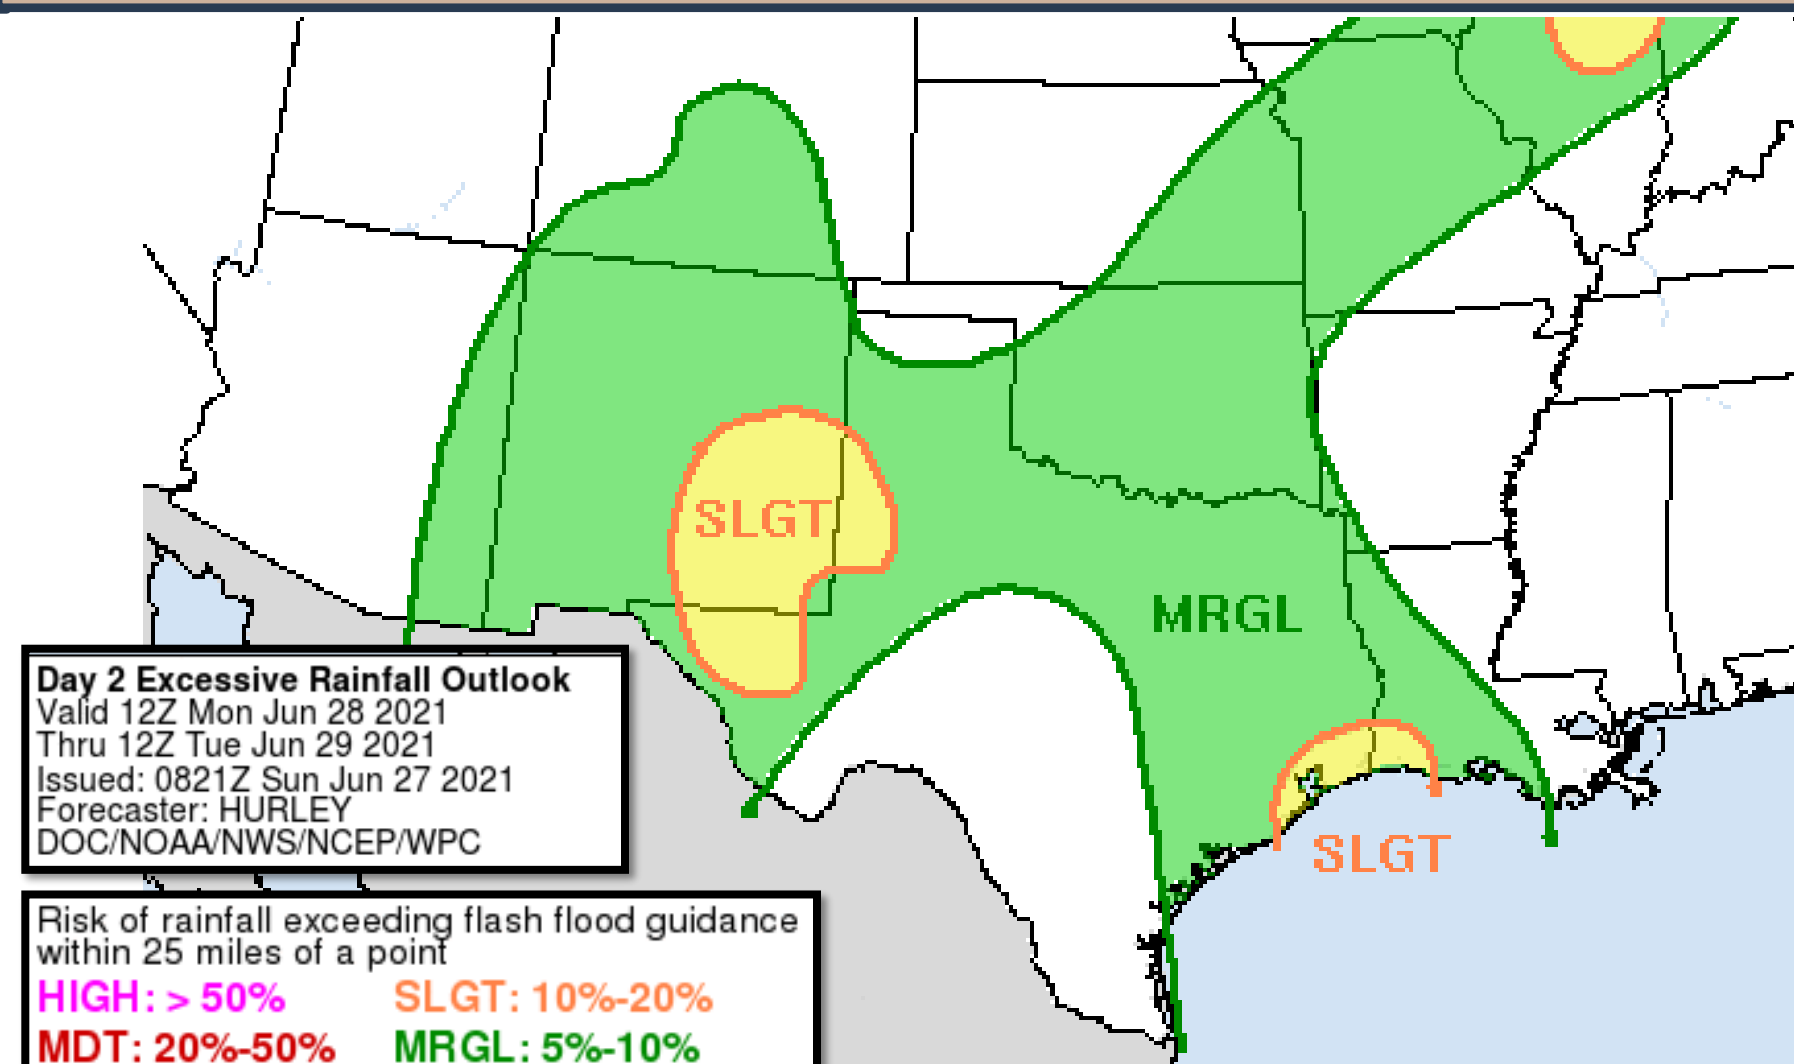 SLGT
MRGL
SLGT
Day 2 Excessive Rainfall Outlook
Valid 12Z Mon Jun 28 2021
Thru 12Z Tue Jun 29 2021
Issued: 0821Z Sun Jun 27 2021
Forecaster: HURLEY
DOC/NOAA/NWS/NCEP/WPC
Risk of rainfall exceeding flash flood guidance
within 25 miles of a point
HIGH: > 50% SLGT: 10%-20%
MDT: 20%-50% MRGL: 5%-10%